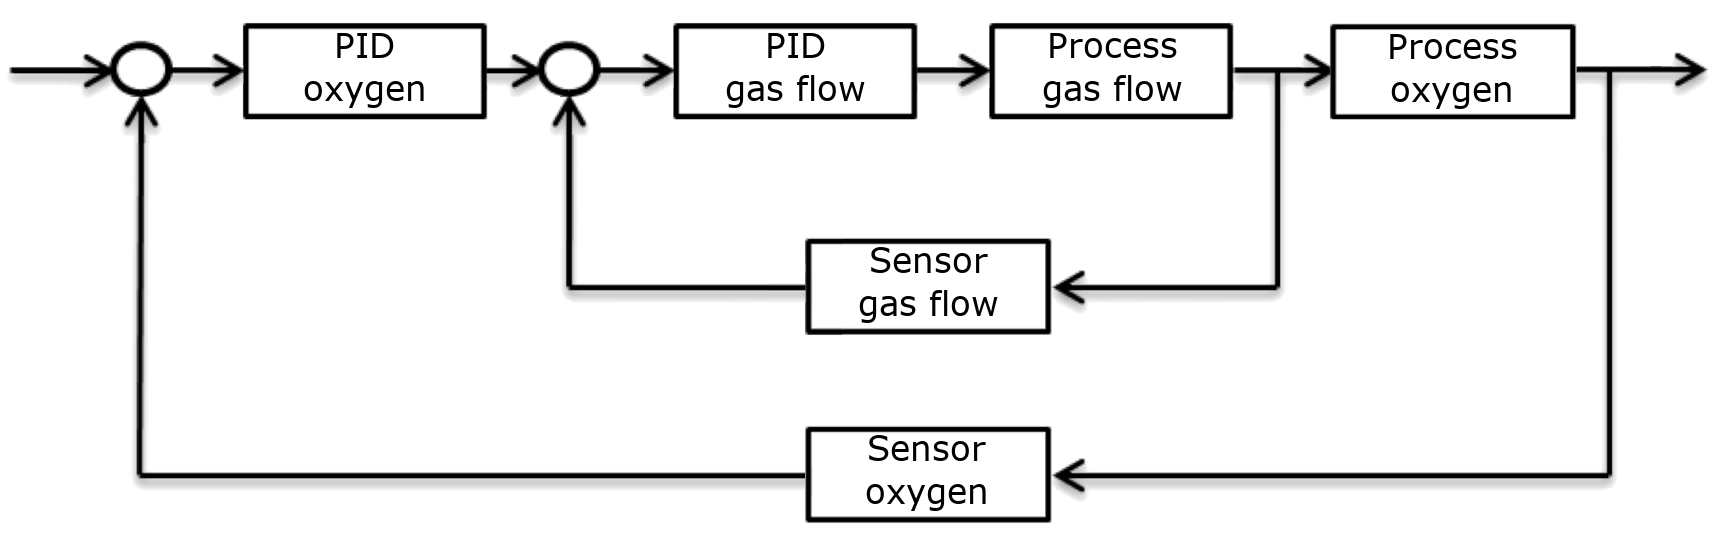 PID
oxygen
PID
gas flow
Process
gas flow
Process
oxygen
Sensor
gas flow
Sensor
oxygen